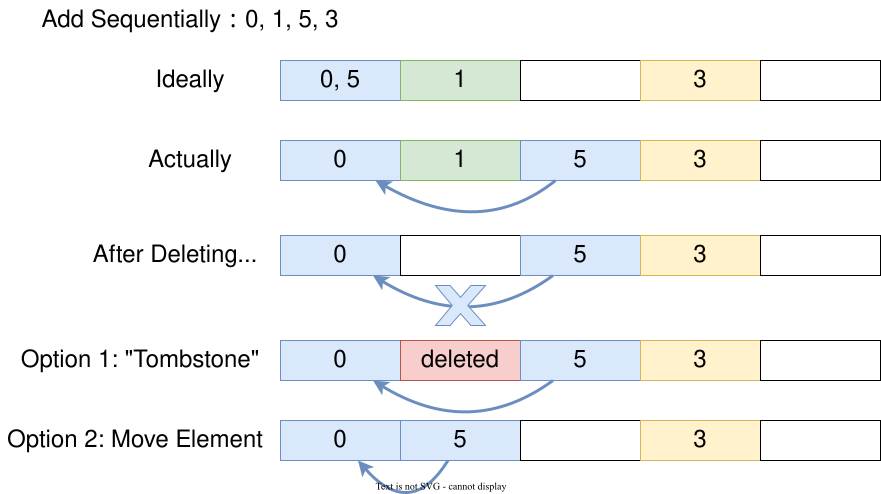 Add Sequentially：0, 1, 5, 3
Ideally 0, 5 1 3
Actually 0 1 5 3
After Deleting... 0 5 3
X
Option 1: "Tombstone" 0 deleted 5 3
Option 2: Move Element 0 5 3
Text is not SVG - cannot display